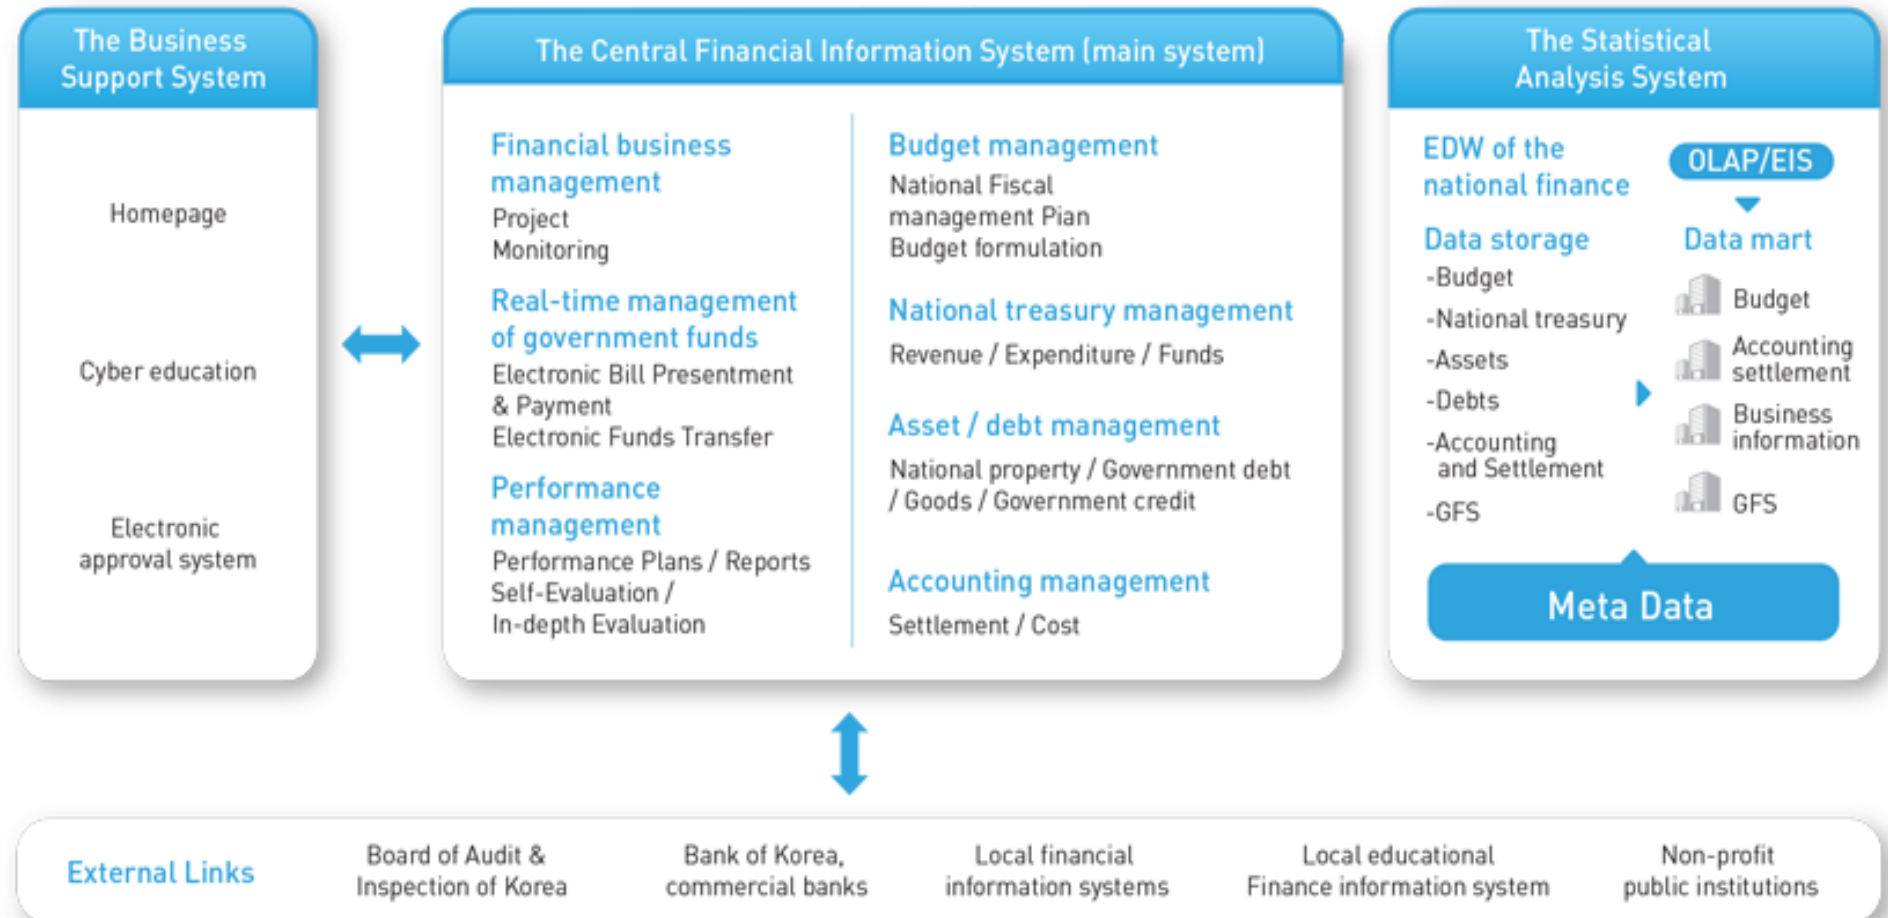 The Business
Support System
Homepage
Cyber education
Electronic
approval system
The Central Financial Information System (main system)
Financial business
management
Project
Monitoring
Real-time management
of government funds
Electronic Bill Presentment
& Payment
Electronic Funds Transfer
Performance
management
Performance Plans / Reports
Self-Evaluation /
In-depth Evaluation
Budget management
National Fiscal
management Pian
Budget formulation
National treasury management
Revenue / Expenditure / Funds
Asset / debt management
National property / Government debt
/ Goods / Government credit
Accounting management
Settlement / Cost
The Statistical
Analysis System
EDW of the
national finance
Data storage
-Budget
-National treasury
-Assets
-Debts
-Accounting
and Settlement
-GFS
OLAP/EIS
Data mart
Budget
Accounting
settlement
Business
information
GFS
Meta Data
External Links
Board of Audit &
Inspection of Korea
Bank of Korea,
commercial banks
Local financial
information systems
Local educational
Finance information system
Non-profit
public institutions